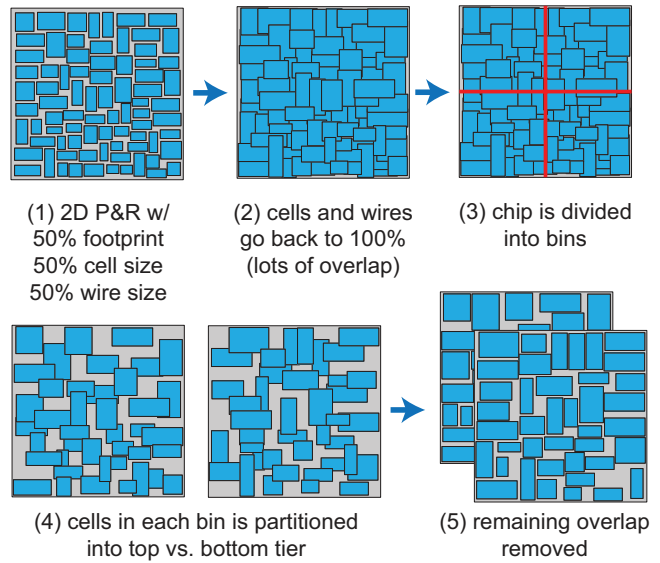 (1) 2D P&R w/
50% footprint
50% cell size
50% wire size
(2) cells and wires
go back to 100%
(lots of overlap)
(3) chip is divided
into bins
(4) cells in each bin is partitioned
into top vs. bottom tier
(5) remaining overlap
removed